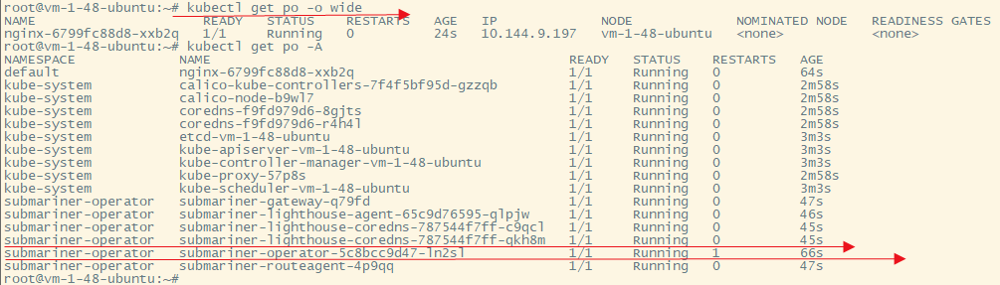 root@vm-1-48-ubuntu:~# kubectl get po -o wide
NAME READY STATUS RESTARTS AGE IP NODE NOMINATED NODE READINESS GATES
nginx-6799fc88d8-xxb2q 1/1 Running 0 24s 10.144.9.197 vm-1-48-ubuntu <none> <none>
root@vm-1-48-ubuntu:~# kubectl get po -A
NAMESPACE NAME READY STATUS RESTARTS AGE
default nginx-6799fc88d8-xxb2q 1/1 Running 0 64s
kube-system calico-kube-controllers-7f4f5bf95d-gzzqb 1/1 Running 0 2m58s
kube-system calico-node-b9wl7 1/1 Running 0 2m58s
kube-system coredns-f9fd979d6-8gjts 1/1 Running 0 2m58s
kube-system coredns-f9fd979d6-r4h4l 1/1 Running 0 2m58s
kube-system etcd-vm-1-48-ubuntu 1/1 Running 0 3m3s
kube-system kube-apiserver-vm-1-48-ubuntu 1/1 Running 0 3m3s
kube-system kube-controller-manager-vm-1-48-ubuntu 1/1 Running 0 3m3s
kube-system kube-proxy-57p8s 1/1 Running 0 2m58s
kube-system kube-scheduler-vm-1-48-ubuntu 1/1 Running 0 3m3s
submariner-operator submariner-gateway-q79fd 1/1 Running 0 47s
submariner-operator submariner-lighthouse-agent-65c9d76595-qlpjw 1/1 Running 0 46s
submariner-operator submariner-lighthouse-coredns-787544f7ff-c9qcl 1/1 Running 0 45s
submariner-operator submariner-lighthouse-coredns-787544f7ff-qkh8m 1/1 Running 0 45s
submariner-operator submariner-operator-5c8bcc9d47-ln2sl 1/1 Running 1 66s
submariner-operator submariner-routeagent-4p9qq 1/1 Running 0 47s
root@vm-1-48-ubuntu:~#